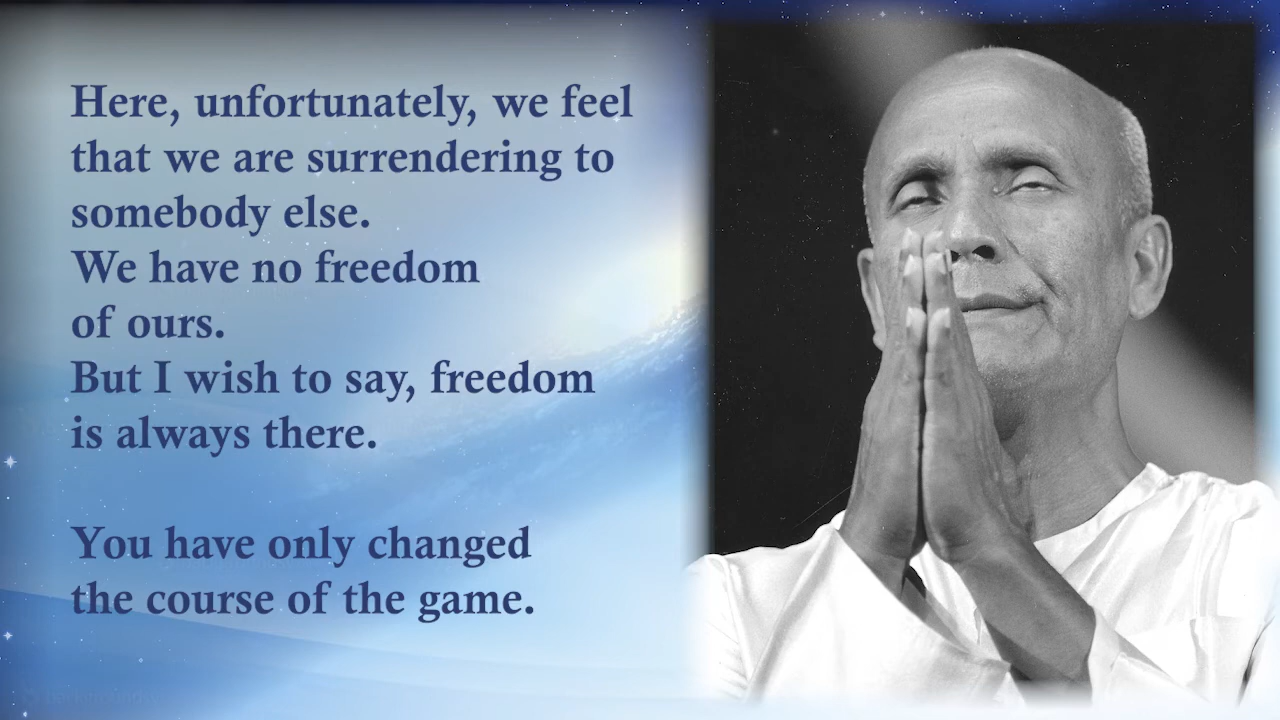 Here, unfortunately, we feel
that we are surrendering to
somebody else.
We have no freedom
of ours.
But I wish to say, freedom
is always there.
You have only changed
the course of the game.